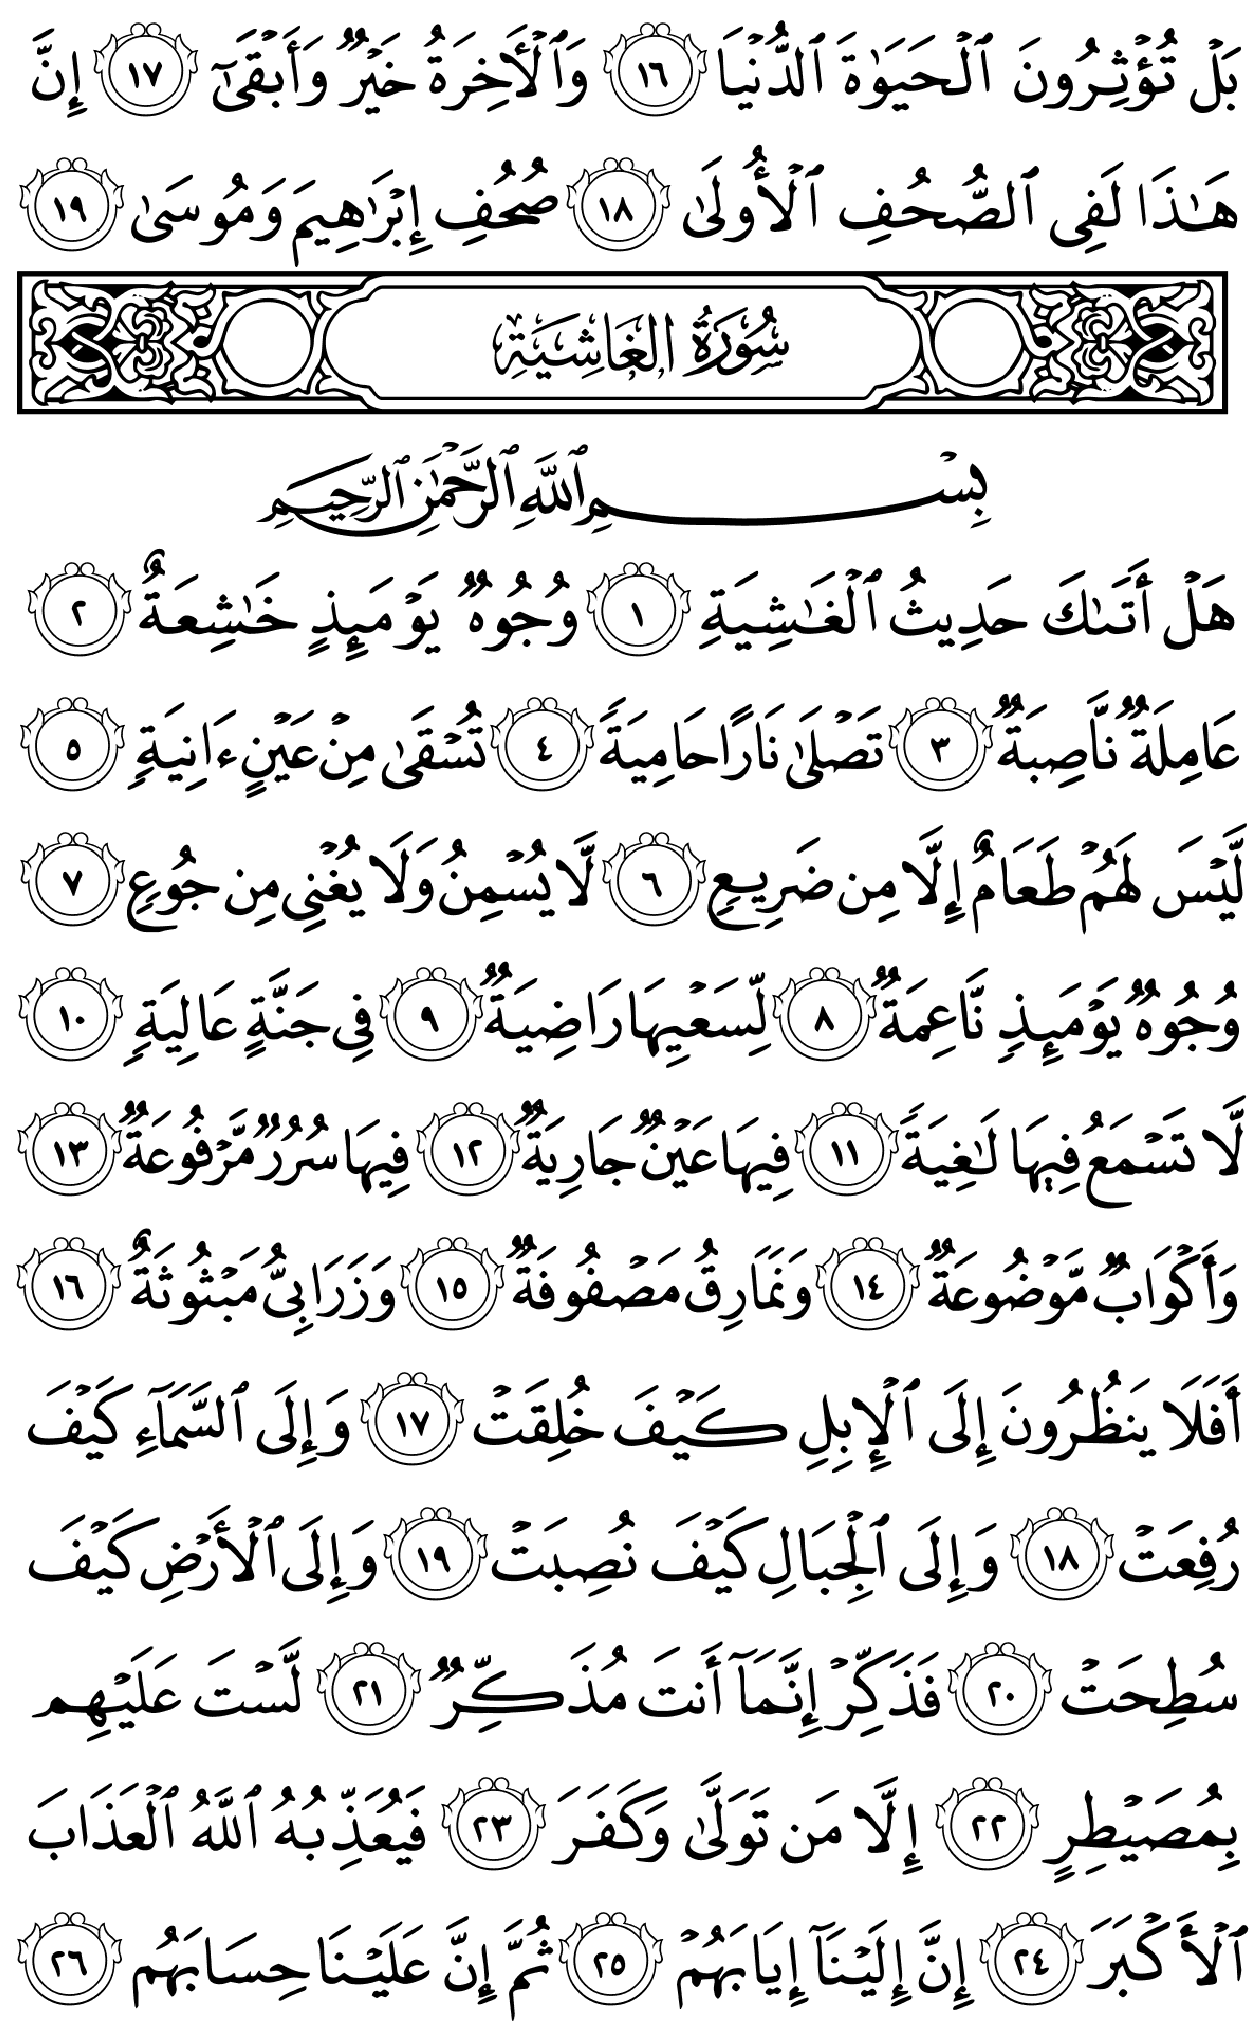 بَلْ تُؤْثِرُونَ ٱلْحَيَوٰةَ ٱلدُّنْيَا ١٦ وَٱلْـَٔاخِرَةُ خَيْرٌ وَأَبْقَىٰٓ ١٧ إِنَّ
هَـٰذَا لَفِى ٱلصُّحُفِ ٱلْأُولَىٰ ١٨ صُحُفِ إِبْرَٰهِيمَ وَمُوسَىٰ ١٩
سُورَةُ الغَاشِيَةِ
بِسْمِ ٱللَّهِ ٱلرَّحْمَـٰنِ ٱلرَّحِيمِ
هَلْ أَتَىٰكَ حَدِيثُ ٱلْغَـٰشِيَةِ ١ وُجُوهٌ يَوْمَئِذٍ خَـٰشِعَةٌ ٢
عَامِلَةٌ نَّاصِبَةٌ ٣ تَصْلَىٰ نَارًا حَامِيَةً ٤ تُسْقَىٰ مِنْ عَيْنٍ ءَانِيَةٍ ٥
لَّيْسَ لَهُمْ طَعَامٌ إِلَّا مِن ضَرِيعٍ ٦ لَّا يُسْمِنُ وَلَا يُغْنِى مِن جُوعٍ ٧
وُجُوهٌ يَوْمَئِذٍ نَّاعِمَةٌ ٨ لِّسَعْيِهَا رَاضِيَةٌ ٩ فِى جَنَّةٍ عَالِيَةٍ ١٠
لَّا تَسْمَعُ فِيهَا لَـٰغِيَةً ١١ فِيهَا عَيْنٌ جَارِيَةٌ ١٢ فِيهَا سُرُرٌ مَّرْفُوعَةٌ ١٣
وَأَكْوَابٌ مَّوْضُوعَةٌ ١٤ وَنَمَارِقُ مَصْفُوفَةٌ ١٥ وَزَرَابِىُّ مَبْثُوثَةٌ ١٦
أَفَلَا يَنظُرُونَ إِلَى ٱلْإِبِلِ كَيْفَ خُلِقَتْ ١٧ وَإِلَى ٱلسَّمَآءِ كَيْفَ
رُفِعَتْ ١٨ وَإِلَى ٱلْجِبَالِ كَيْفَ نُصِبَتْ ١٩ وَإِلَى ٱلْأَرْضِ كَيْفَ
سُطِحَتْ ٢٠ فَذَكِّرْ إِنَّمَآ أَنتَ مُذَكِّرٌ ٢١ لَّسْتَ عَلَيْهِم
بِمُصَيْطِرٍ ٢٢ إِلَّا مَن تَوَلَّىٰ وَكَفَرَ ٢٣ فَيُعَذِّبُهُ ٱللَّهُ ٱلْعَذَابَ
ٱلْأَكْبَرَ ٢٤ إِنَّ إِلَيْنَآ إِيَابَهُمْ ٢٥ ثُمَّ إِنَّ عَلَيْنَا حِسَابَهُم ٢٦